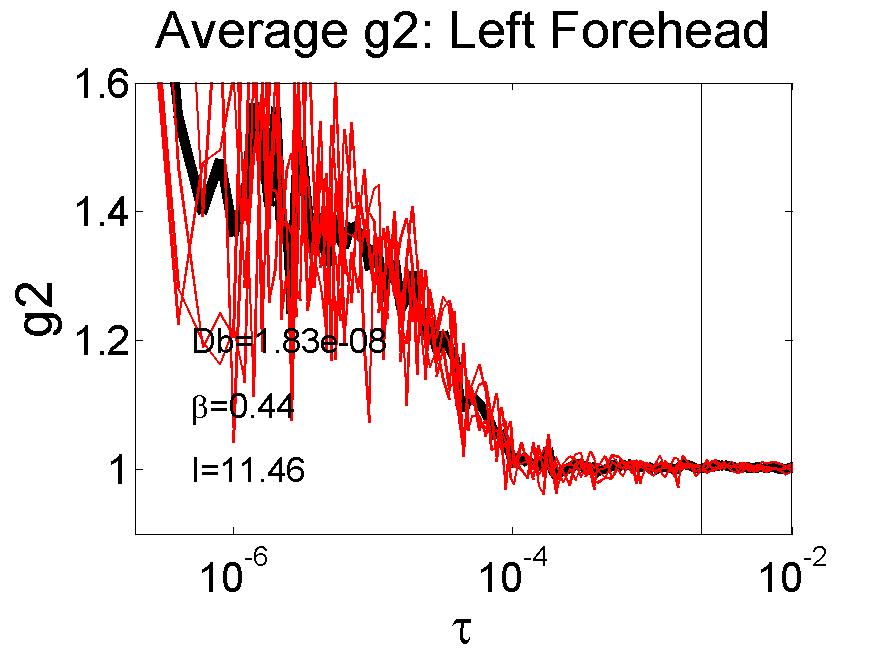 Average g2: Left Forehead
1.6
1.4
1.2
1
g2
Db=1.83e-08
β=0.44
I=11.46
10^-6
10^-4
10^-2
τ